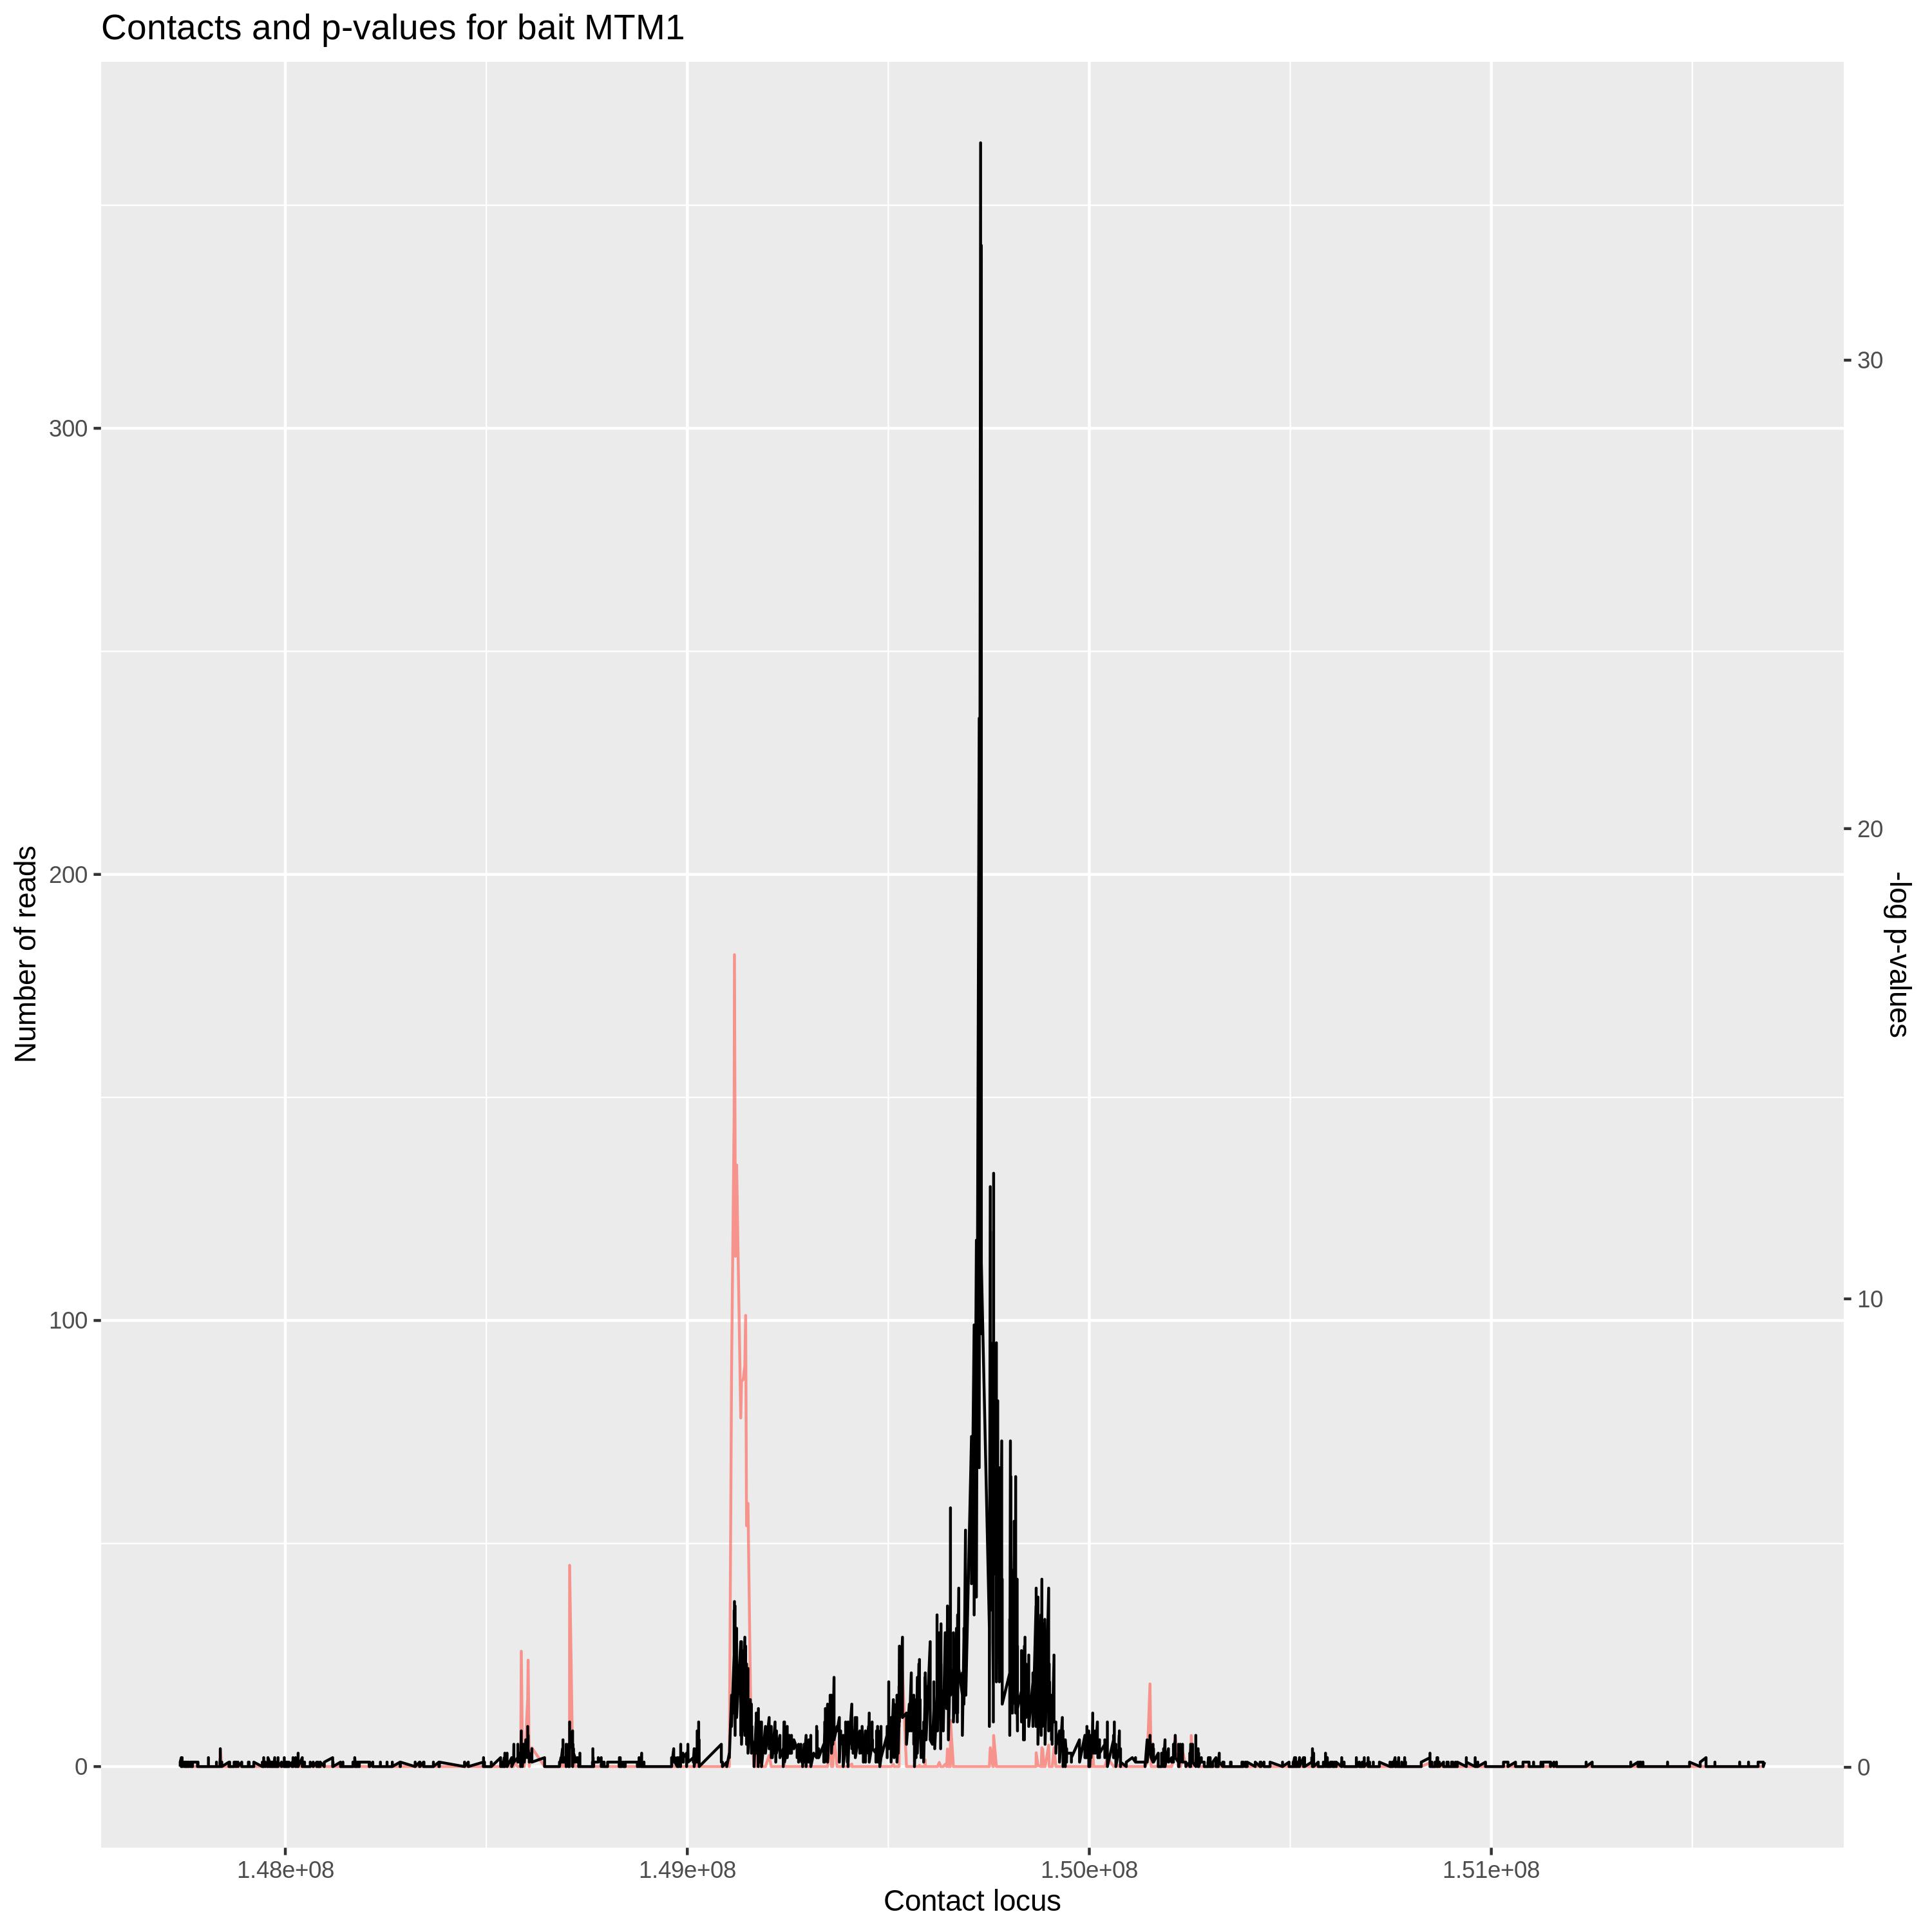 Contacts and p-values for bait MTM1
Number of reads
300
200
100
0
30
20
10
0
-log p-values
1.48e+08
1.49e+08
1.50e+08
1.51e+08
Contact locus